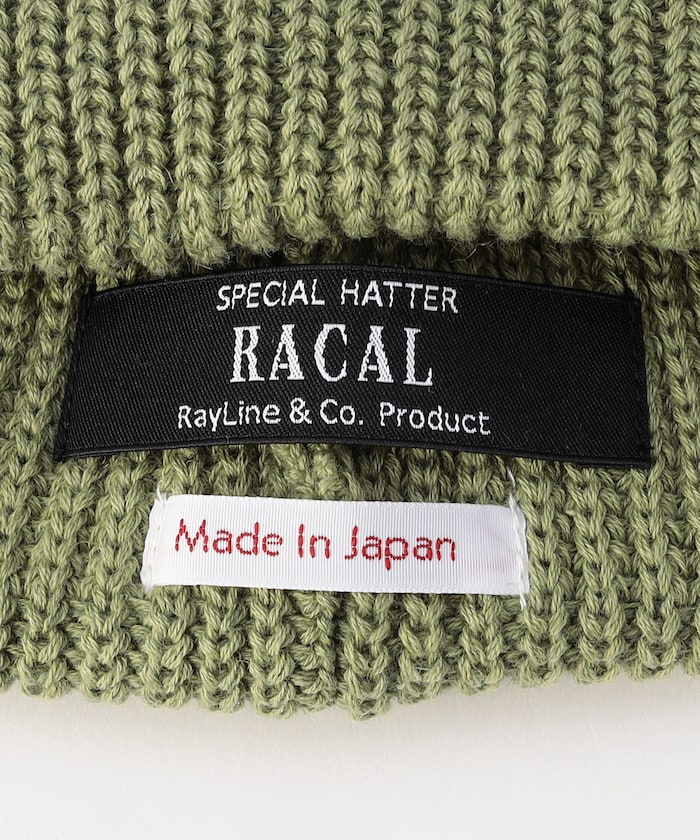 SPECIAL HATTER
RACAL
RayLine & Co. Product
Made In Japan